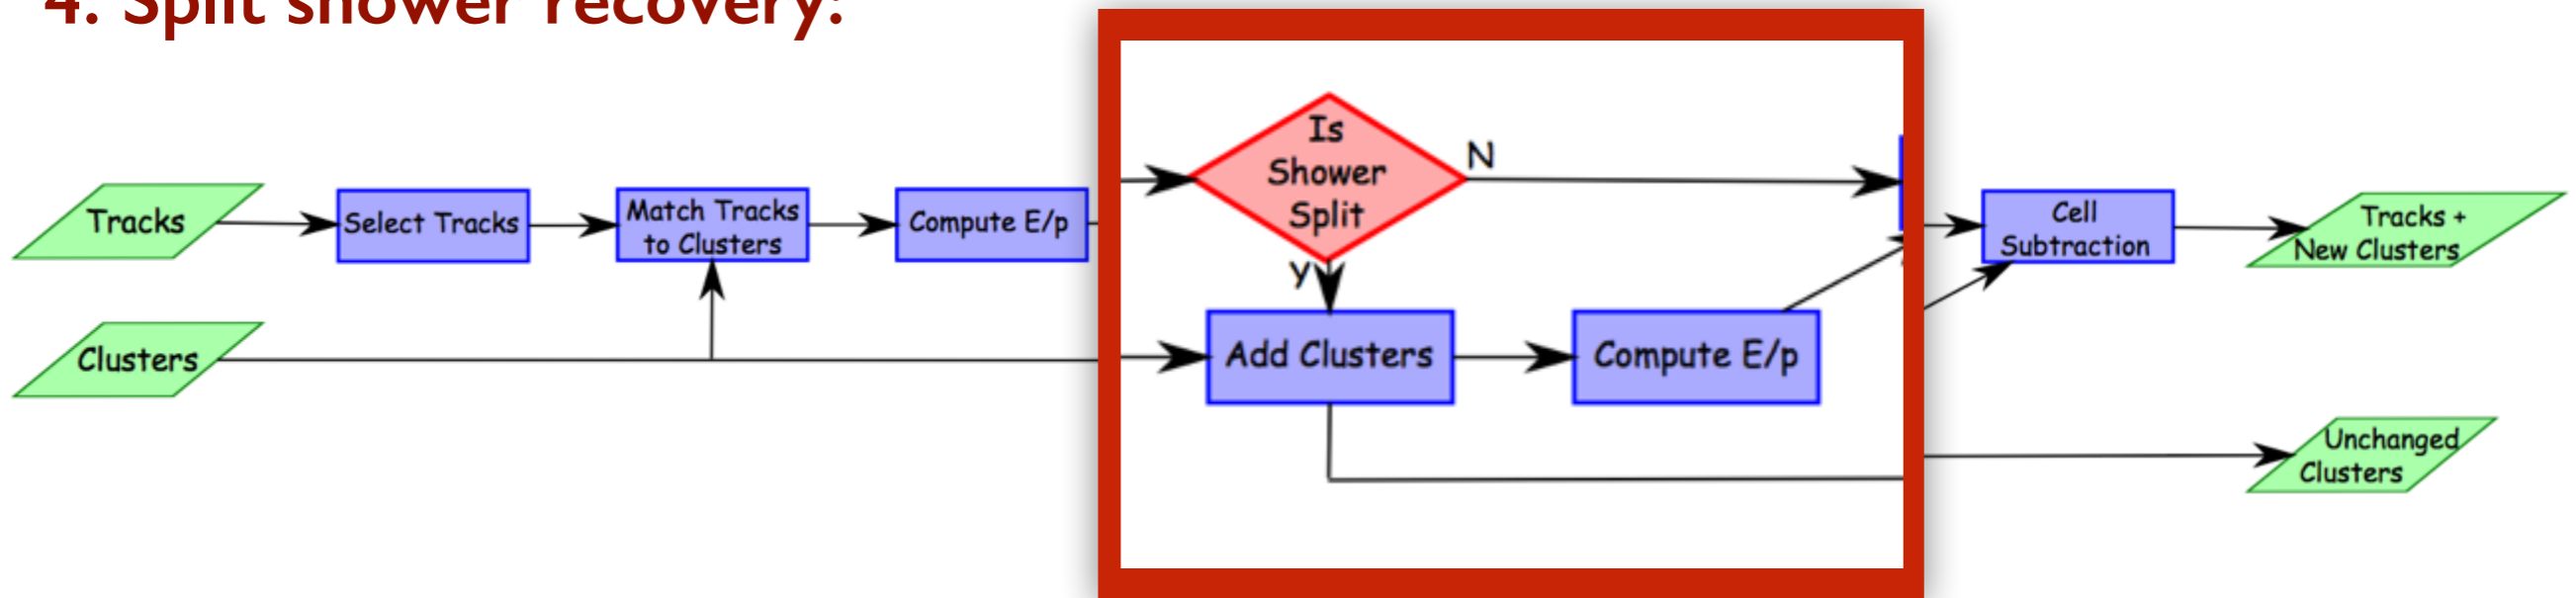 4. Split shower recovery:
Tracks
Select Tracks
Match Tracks
to Clusters
Compute E/p
Is
Shower
Split
N
Y
Add Clusters
Compute E/p
Cell
Subtraction
Tracks +
New Clusters
Clusters
Unchanged
Clusters